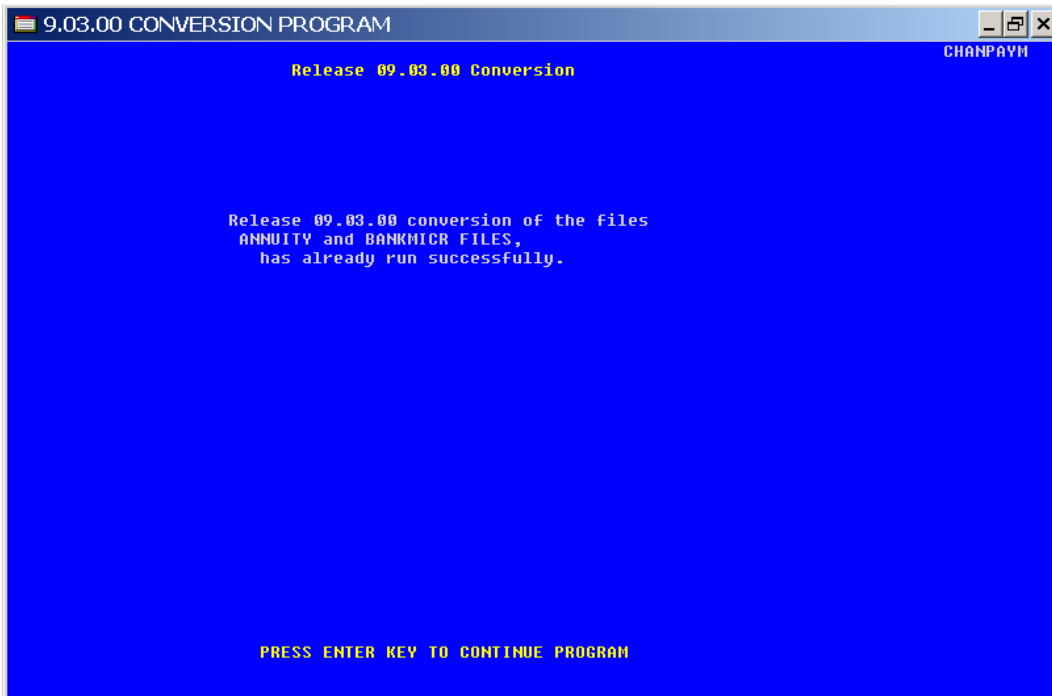 9.03.00 CONVERSION PROGRAM
CHANPAYM
Release 09.03.00 Conversion
Release 09.03.00 conversion of the files
ANNUITY and BANKMICR FILES,
has already run successfully.
PRESS ENTER KEY TO CONTINUE PROGRAM